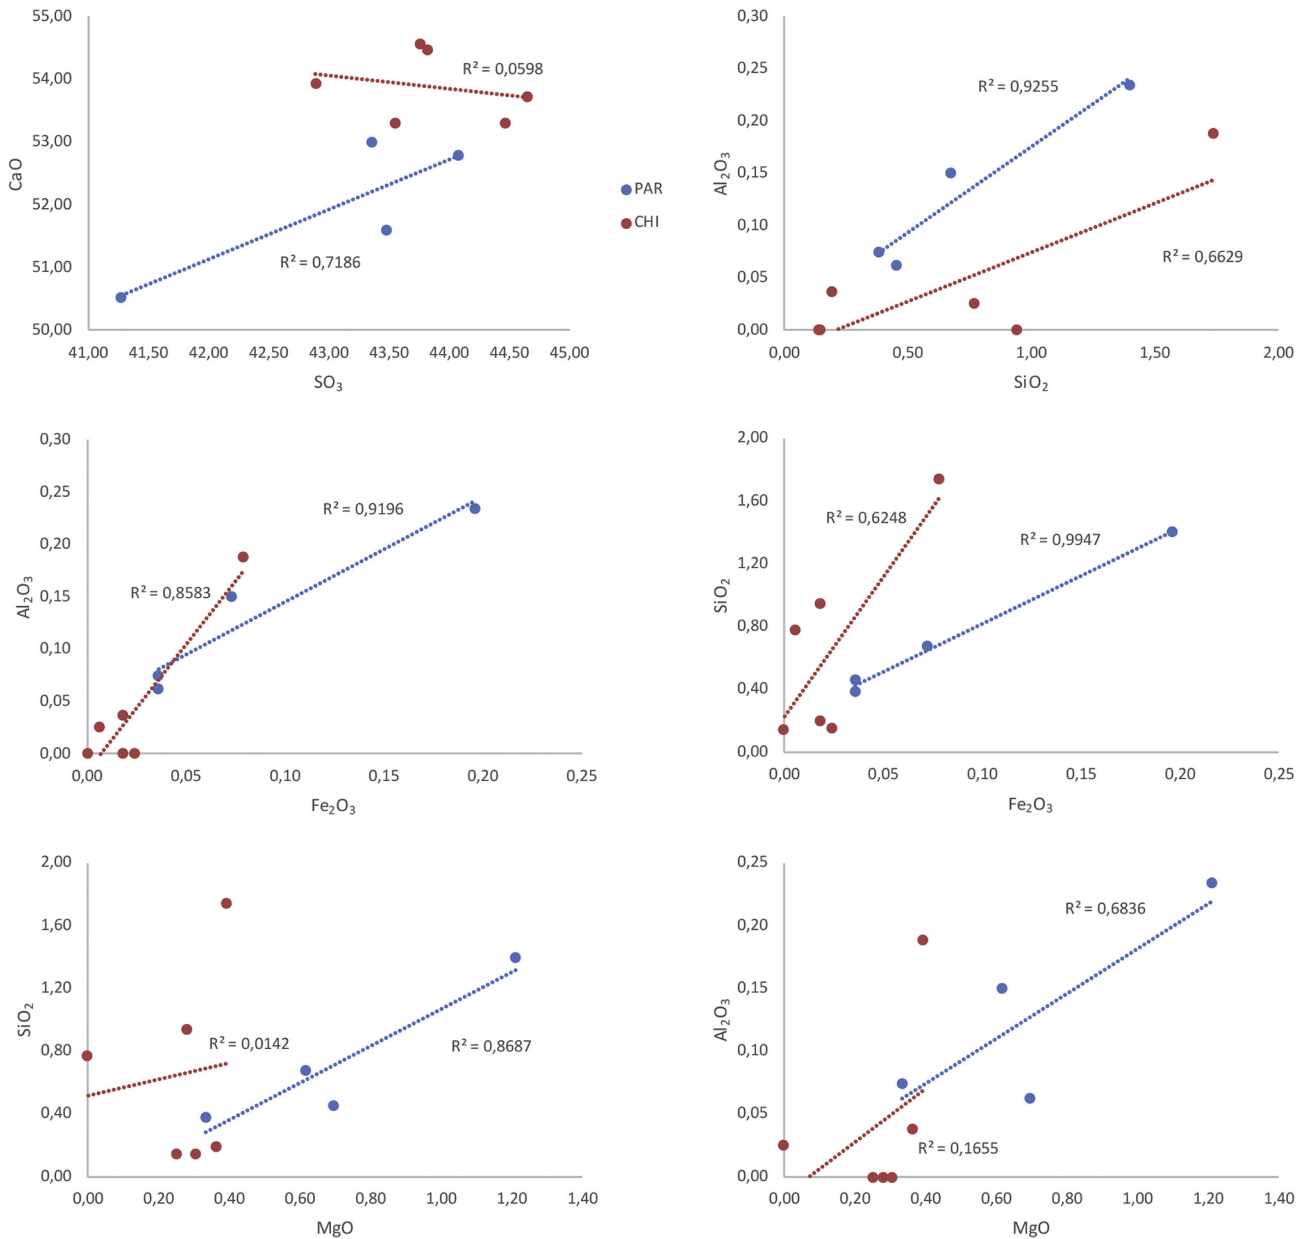 55,00
54,00
53,00
52,00
51,00
50,00
CaO
R² = 0,0598
R² = 0,7186
41,00 41,50 42,00 42,50 43,00 43,50 44,00 44,50 45,00
SO₃
PAR
CHI
0,30
0,25
0,20
0,15
0,10
0,05
0,00
Al₂O₃
R² = 0,9255
R² = 0,6629
0,00 0,50 1,00 1,50 2,00
SiO₂
0,30
0,25
0,20
0,15
0,10
0,05
0,00
Al₂O₃
R² = 0,9196
R² = 0,8583
0,00 0,05 0,10 0,15 0,20 0,25
Fe₂O₃
2,00
1,60
1,20
0,80
0,40
0,00
SiO₂
R² = 0,6248
R² = 0,9947
0,00 0,05 0,10 0,15 0,20 0,25
Fe₂O₃
2,00
1,60
1,20
0,80
0,40
0,00
SiO₂
R² = 0,0142
R² = 0,8687
0,00 0,20 0,40 0,60 0,80 1,00 1,20 1,40
MgO
0,25
0,20
0,15
0,10
0,05
0,00
Al₂O₃
R² = 0,6836
R² = 0,1655
0,00 0,20 0,40 0,60 0,80 1,00 1,20 1,40
MgO